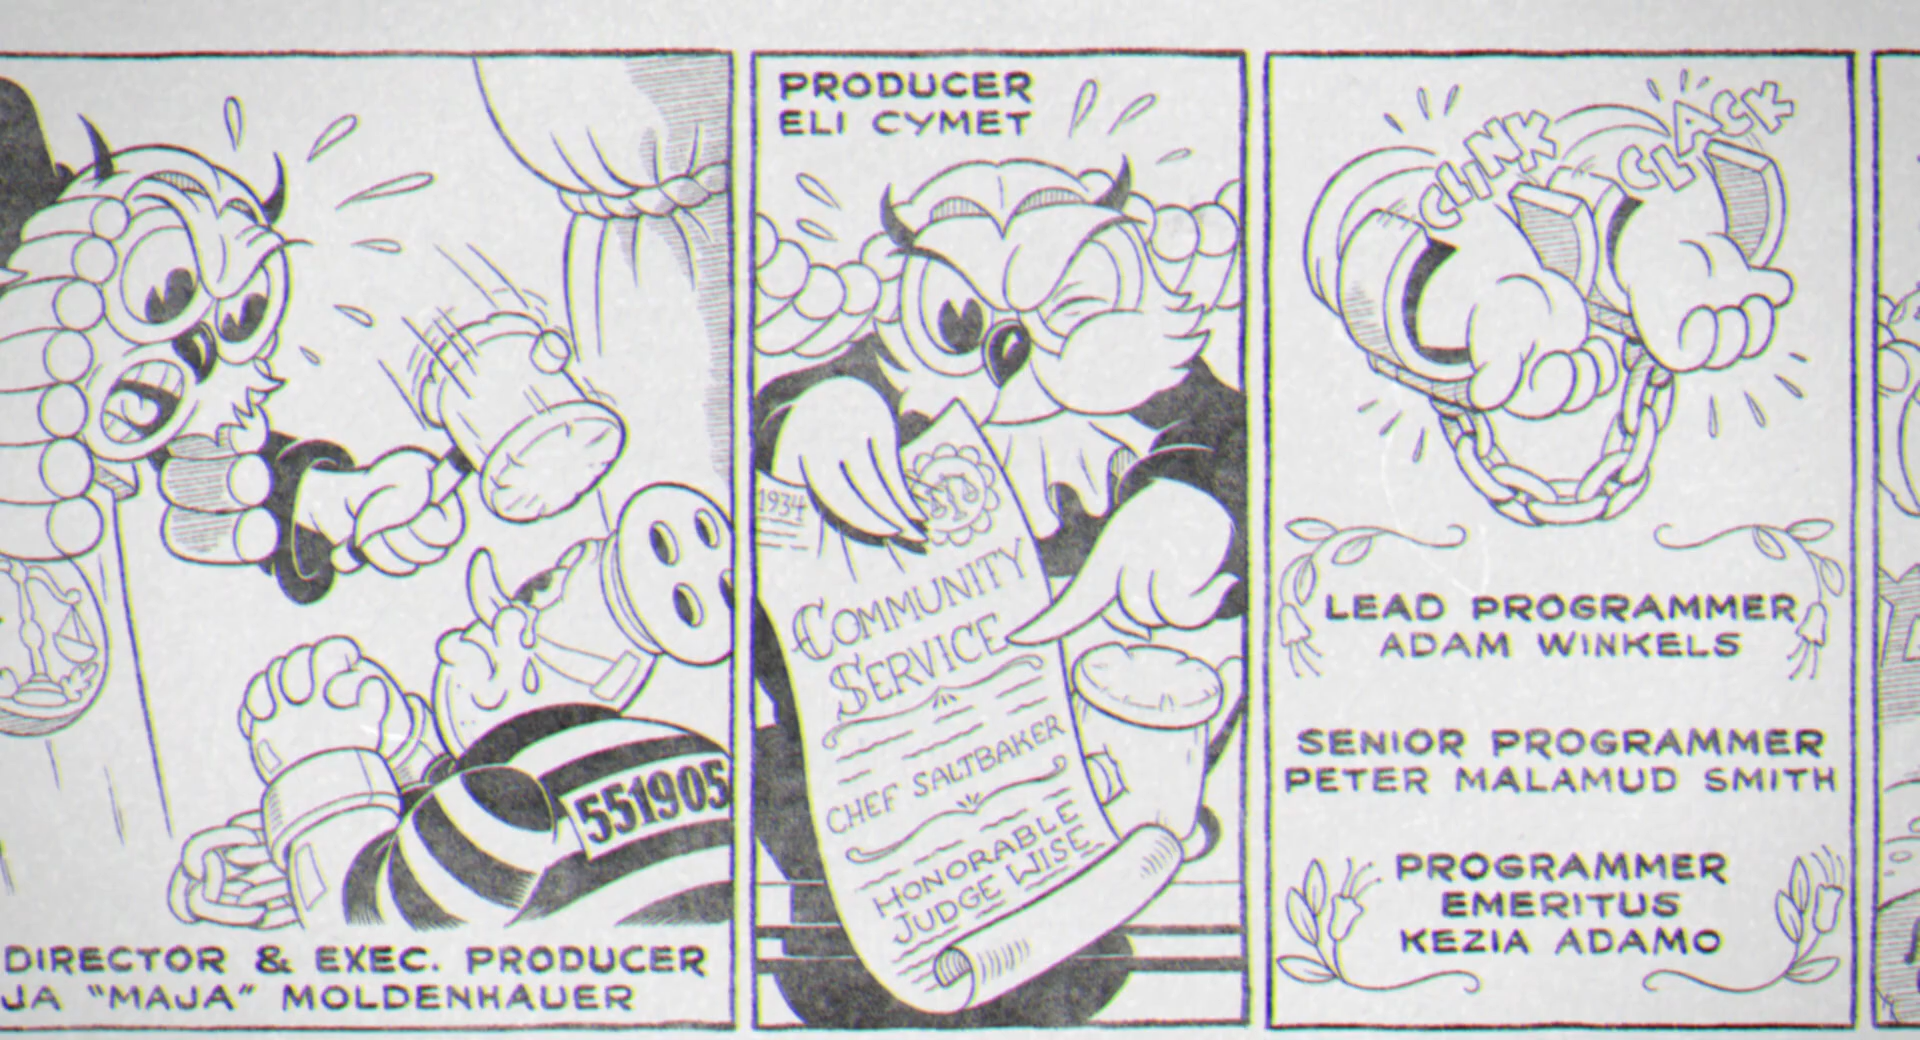 551905
DIRECTOR & EXEC. PRODUCER
JA "MAJA" MOLDENHAUER
PRODUCER
ELI CYMET
1934
COMMUNITY
SERVICE
CHEF SALTBAKER
HONORABLE
JUDGE WISE
CLINK
CLACK
LEAD PROGRAMMER
ADAM WINKELS
SENIOR PROGRAMMER
PETER MALAMUD SMITH
PROGRAMMER
EMERITUS
KEZIA ADAMO